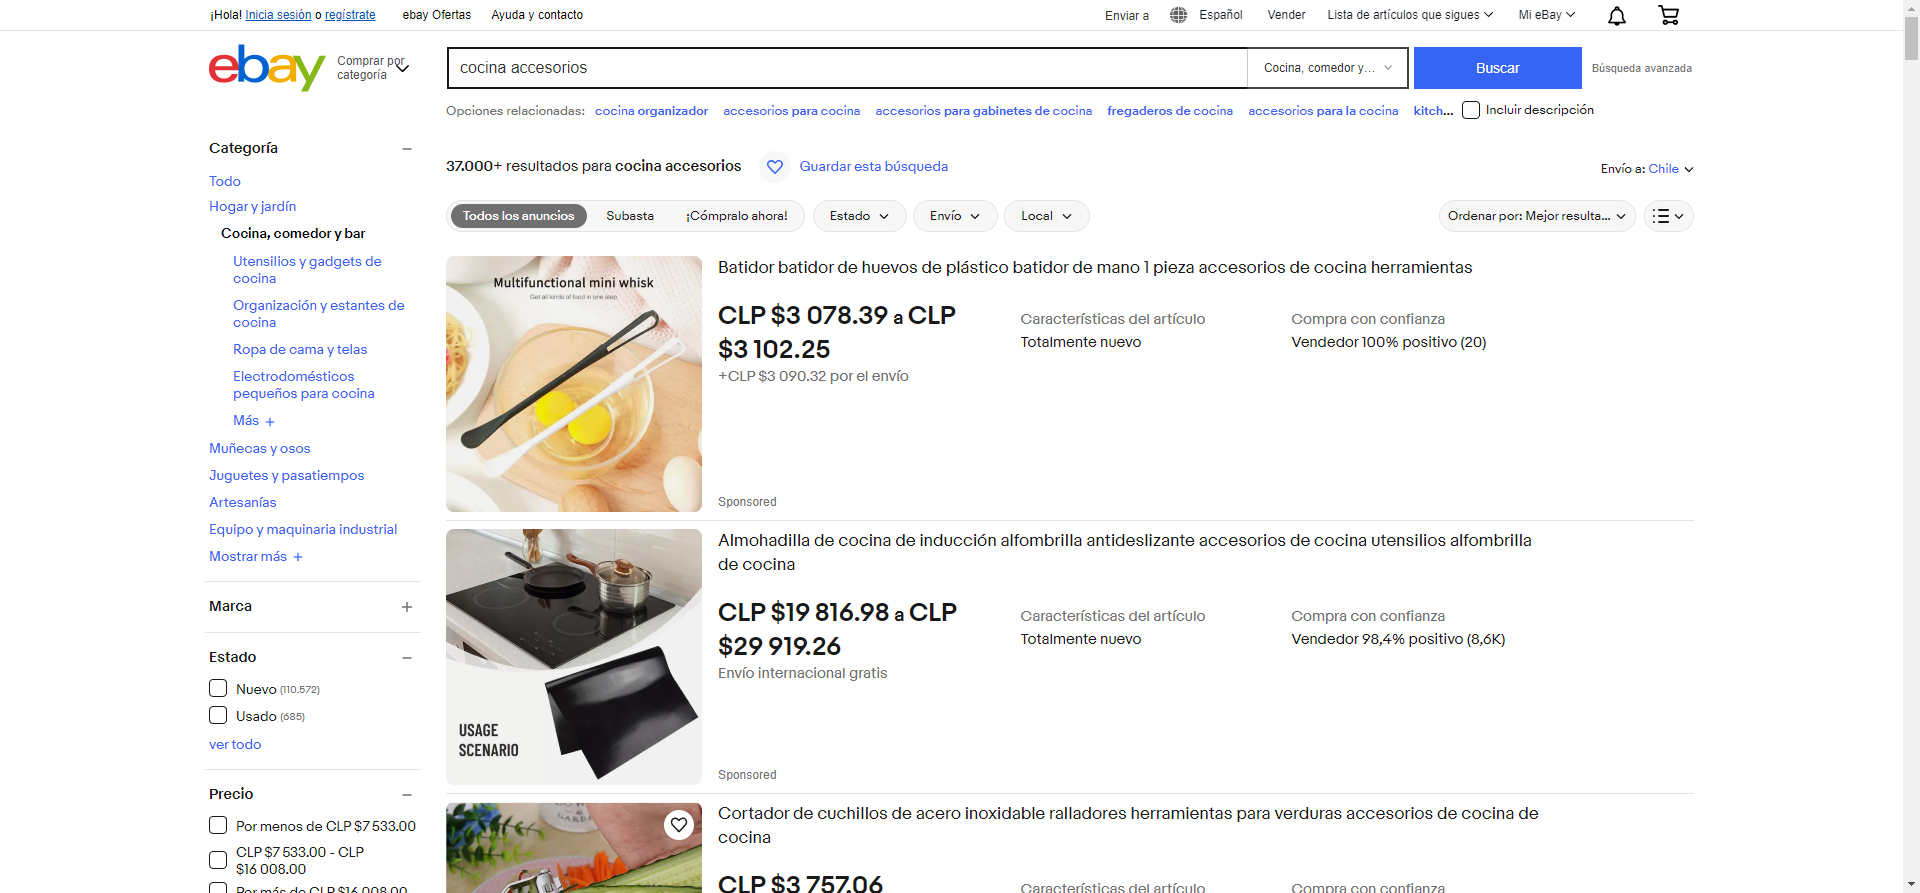 ¡Hola! Inicia sesión o regístrate
ebay Ofertas
Ayuda y contacto
Enviar a
Español
Vender
Lista de artículos que sigues
Mi eBay
ebay
Comprar por
categoría
cocina accesorios
Cocina, comedor y...
Buscar
Búsqueda avanzada
Opciones relacionadas: cocina organizador accesorios para cocina accesorios para gabinetes de cocina fregaderos de cocina accesorios para la cocina kitch...
Incluir descripción
Categoría
Todo
Hogar y jardín
Cocina, comedor y bar
Utensilios y gadgets de
cocina
Organización y estantes de
cocina
Ropa de cama y telas
Electrodomésticos
pequeños para cocina
Más
Muñecas y osos
Juguetes y pasatiempos
Artesanías
Equipo y maquinaria industrial
Mostrar más
Marca
Estado
Nuevo (110.572)
Usado (685)
ver todo
Precio
Por menos de CLP $7 533.00
CLP $7 533.00 - CLP
$16 008.00
Por más de CLP $16 008.00
37.000+ resultados para cocina accesorios
Guardar esta búsqueda
Envío a: Chile
Todos los anuncios
Subasta
¡Cómpralo ahora!
Estado
Envío
Local
Ordenar por: Mejor resulta...
Multifunctional mini whisk
Get all kinds of food in one step
Batidor batidor de huevos de plástico batidor de mano 1 pieza accesorios de cocina herramientas
CLP $3 078.39 a CLP
$3 102.25
+CLP $3 090.32 por el envío
Características del artículo
Totalmente nuevo
Compra con confianza
Vendedor 100% positivo (20)
Sponsored
USAGE
SCENARIO
Almohadilla de cocina de inducción alfombrilla antideslizante accesorios de cocina utensilios alfombrilla
de cocina
CLP $19 816.98 a CLP
$29 919.26
Envío internacional gratis
Características del artículo
Totalmente nuevo
Compra con confianza
Vendedor 98,4% positivo (8,6K)
Sponsored
Cortador de cuchillos de acero inoxidable ralladores herramientas para verduras accesorios de cocina de
cocina
CLP $3 757.06
Características del artículo
Compra con confianza